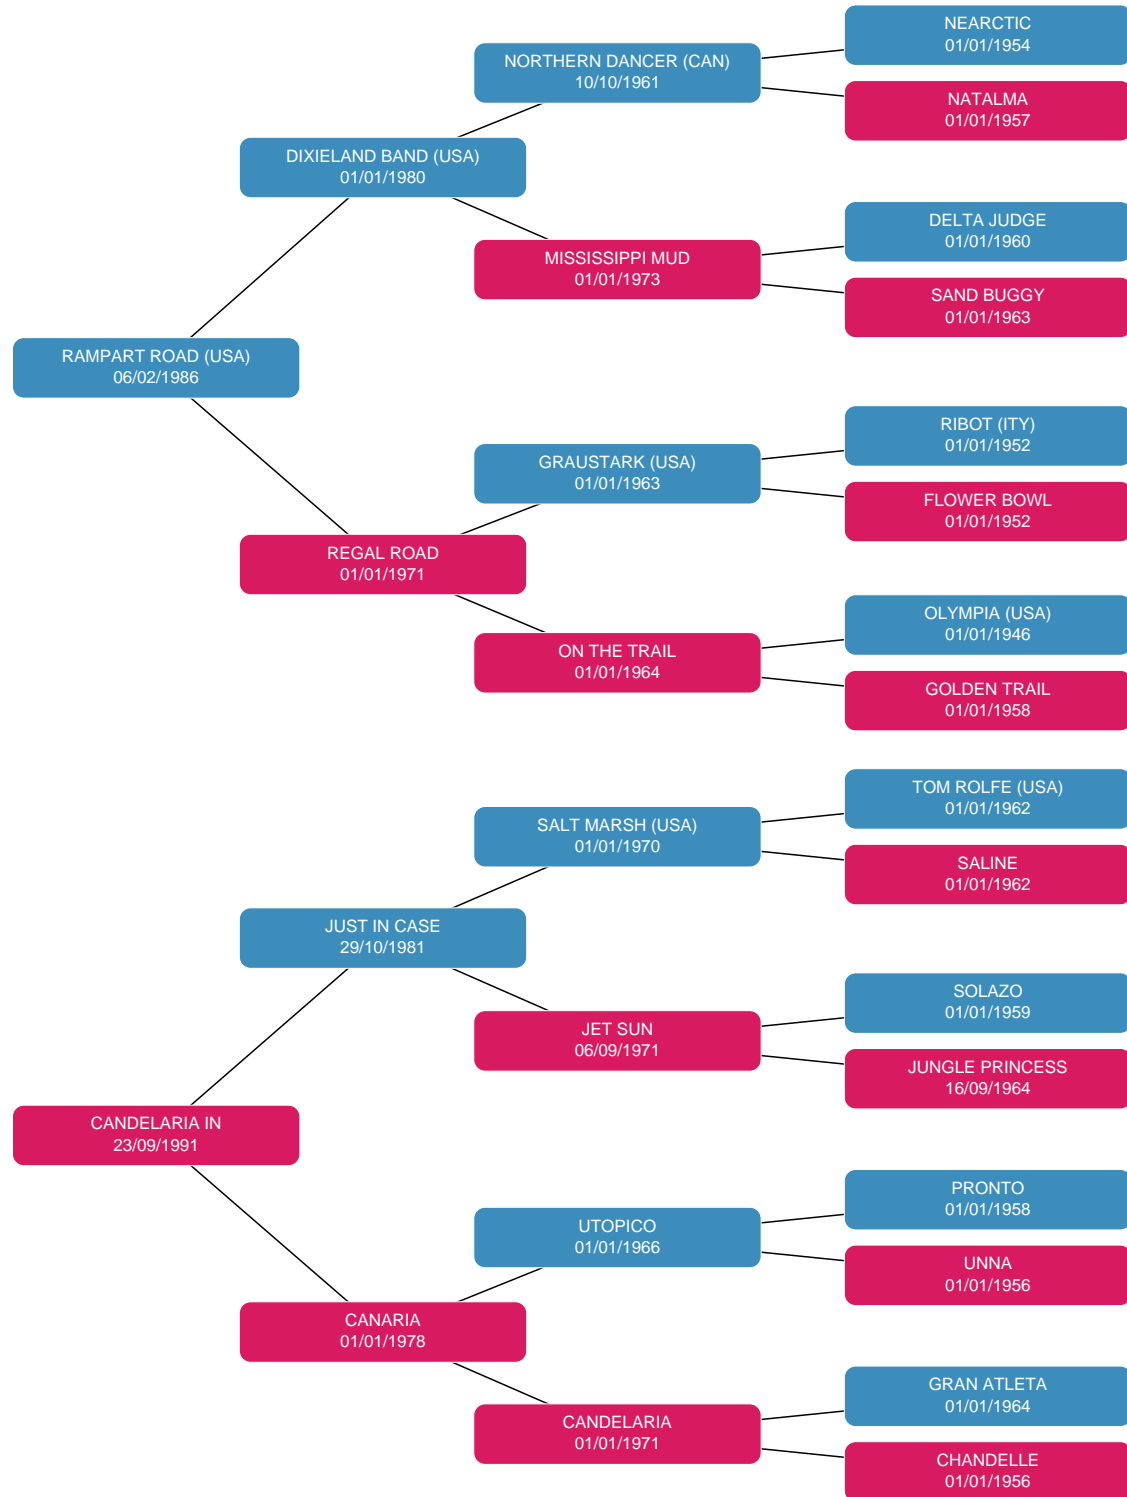 NEARCTIC
01/01/1954
NORTHERN DANCER (CAN)
10/10/1961
NATALMA
01/01/1957
DIXIELAND BAND (USA)
01/01/1980
DELTA JUDGE
01/01/1960
MISSISSIPPI MUD
01/01/1973
SAND BUGGY
01/01/1963
RAMPART ROAD (USA)
06/02/1986
RIBOT (ITY)
01/01/1952
GRAUSTARK (USA)
01/01/1963
FLOWER BOWL
01/01/1952
REGAL ROAD
01/01/1971
OLYMPIA (USA)
01/01/1946
ON THE TRAIL
01/01/1964
GOLDEN TRAIL
01/01/1958
TOM ROLFE (USA)
01/01/1962
SALT MARSH (USA)
01/01/1970
SALINE
01/01/1962
JUST IN CASE
29/10/1981
SOLAZO
01/01/1959
JET SUN
06/09/1971
JUNGLE PRINCESS
16/09/1964
CANDELARIA IN
23/09/1991
PRONTO
01/01/1958
UTOPICO
01/01/1966
UNNA
01/01/1956
CANARIA
01/01/1978
GRAN ATLETA
01/01/1964
CANDELARIA
01/01/1971
CHANDELLE
01/01/1956